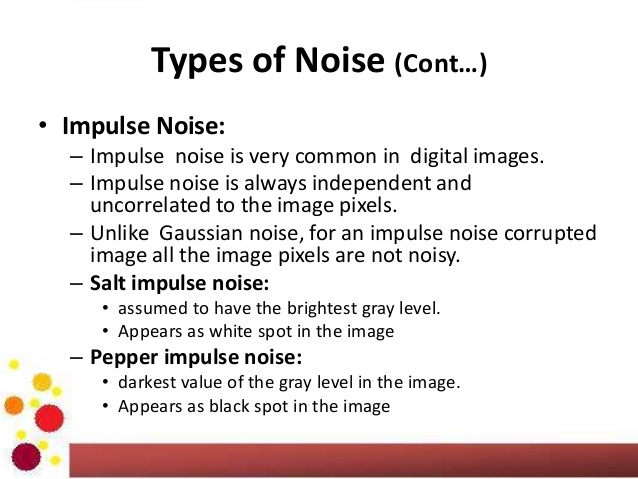 Types of Noise (Cont…)
• Impulse Noise:
– Impulse noise is very common in digital images.
– Impulse noise is always independent and
uncorrelated to the image pixels.
– Unlike Gaussian noise, for an impulse noise corrupted
image all the image pixels are not noisy.
– Salt impulse noise:
• assumed to have the brightest gray level.
• Appears as white spot in the image
– Pepper impulse noise:
• darkest value of the gray level in the image.
• Appears as black spot in the image